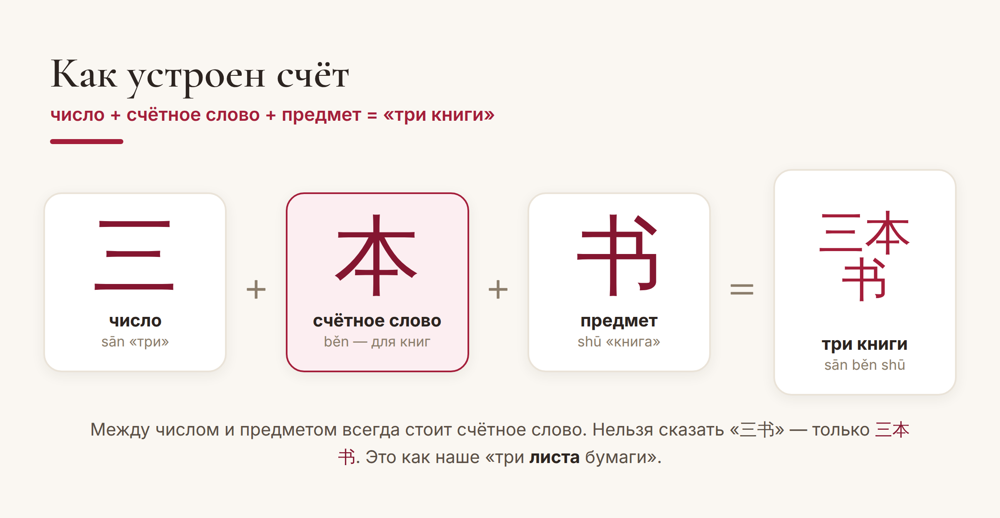 Как устроен счёт
число + счётное слово + предмет = «три книги»
三
число
sān «три»
+
本
счётное слово
běn — для книг
+
书
предмет
shū «книга»
=
三本
书
три книги
sān běn shū
Между числом и предметом всегда стоит счётное слово. Нельзя сказать «三书» — только 三本
书. Это как наше «три листа бумаги».